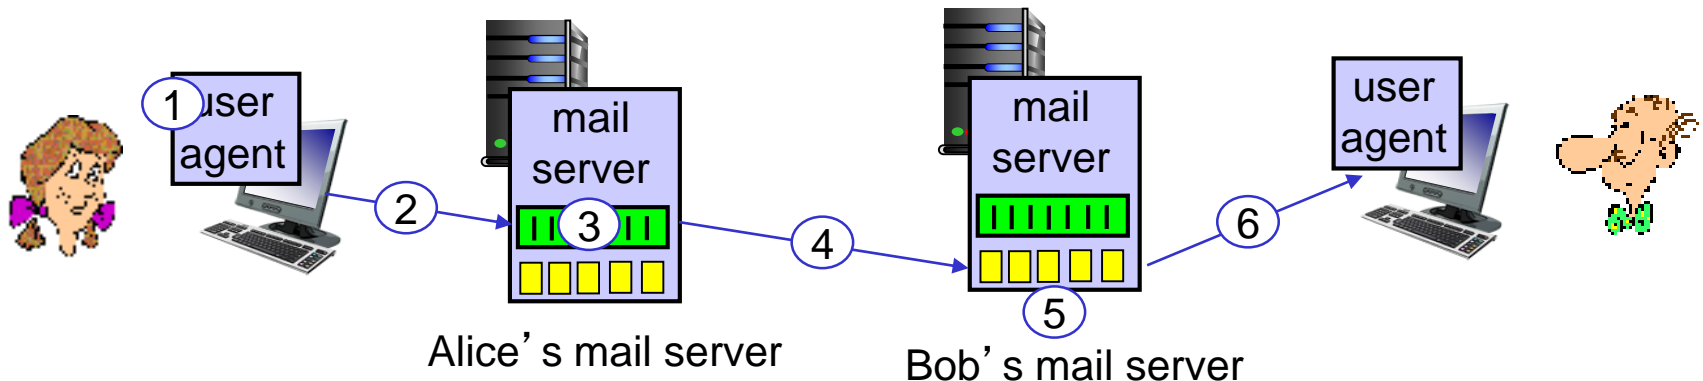 1
user
agent
2
mail
server
3
Alice’s mail server
4
mail
server
5
Bob’s mail server
6
user
agent